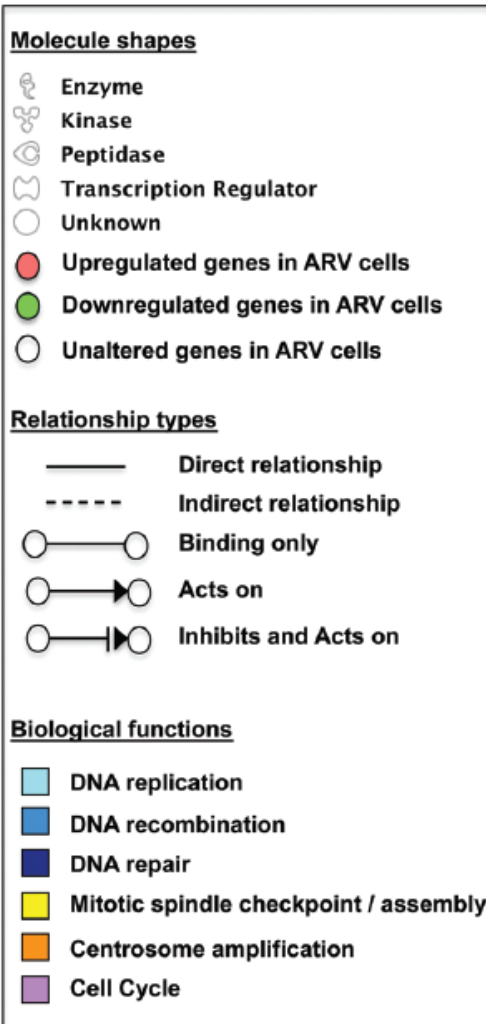 Molecule shapes
Enzyme
Kinase
Peptidase
Transcription Regulator
Unknown
Upregulated genes in ARV cells
Downregulated genes in ARV cells
Unaltered genes in ARV cells
Relationship types
Direct relationship
Indirect relationship
Binding only
Acts on
Inhibits and Acts on
Biological functions
DNA replication
DNA recombination
DNA repair
Mitotic spindle checkpoint / assembly
Centrosome amplification
Cell Cycle